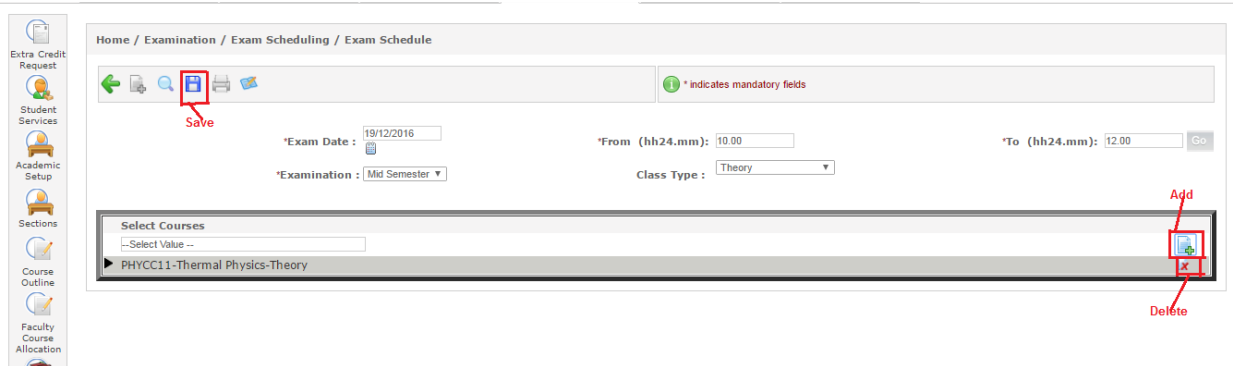 Extra Credit
Request
Student
Services
Academic
Setup
Sections
Course
Outline
Faculty
Course
Allocation
Home / Examination / Exam Scheduling / Exam Schedule
* indicates mandatory fields
Save
*Exam Date : 19/12/2016 *From (hh24.mm): 10.00 *To (hh24.mm): 12.00 Go
*Examination : Mid Semester Class Type : Theory
Add
Select Courses
--Select Value --
PHYCC11-Thermal Physics-Theory x
Delete